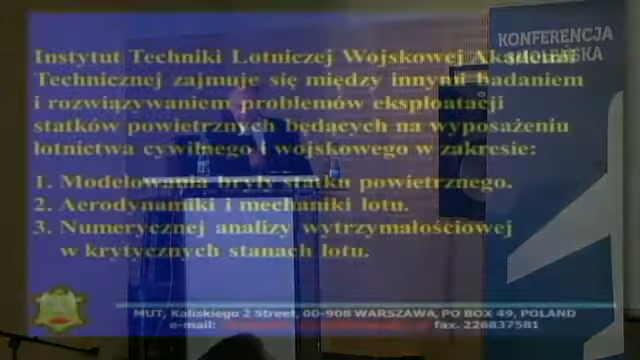 KONFERENCJA
Instytut Techniki Lotniczej Wojskowej Akademii
Technicznej zajmuje się między innymi badaniem
i rozwiązywaniem problemów eksploatacji
statków powietrznych będących na wyposażeniu
lotnictwa cywilnego i wojskowego w zakresie:
1. Modelowania bryły statku powietrznego.
2. Aerodynamiki i mechaniki lotu.
3. Numerycznej analizy wytrzymałościowej
w krytycznych stanach lotu.
MUT, Kaliskiego 2 Street, 00-908 WARSZAWA, PO BOX 49, POLAND
e-mail: fax. 226837581